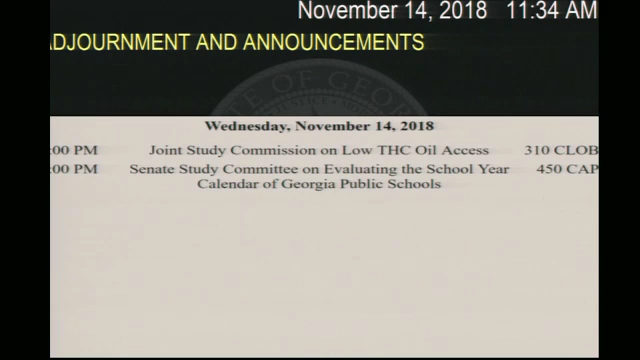 November 14, 2018 11:34 AM
ADJOURNMENT AND ANNOUNCEMENTS
E OF GEOR
Wednesday, November 14, 2018
:00 PM Joint Study Commission on Low THC Oil Access 310 CLOB
:00 PM Senate Study Committee on Evaluating the School Year 450 CAP
Calendar of Georgia Public Schools